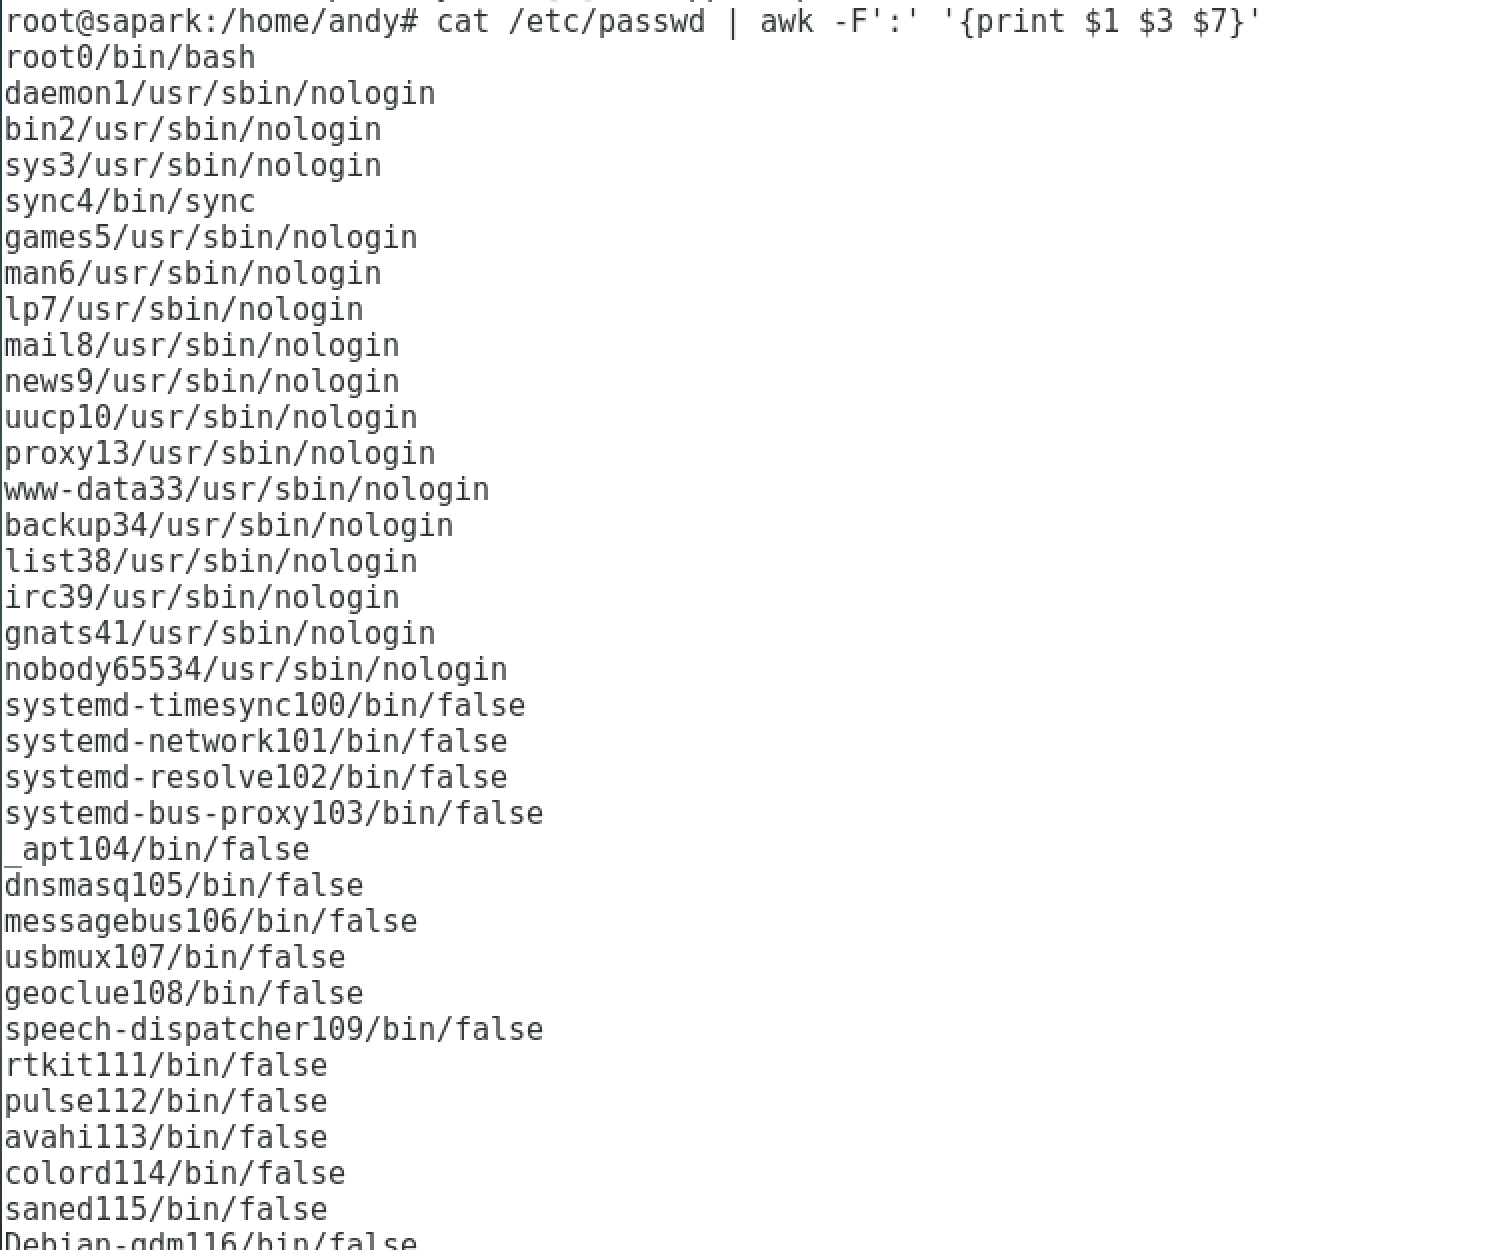 root@sapark:/home/andy# cat /etc/passwd | awk -F':' '{print $1 $3 $7}'
root0/bin/bash
daemon1/usr/sbin/nologin
bin2/usr/sbin/nologin
sys3/usr/sbin/nologin
sync4/bin/sync
games5/usr/sbin/nologin
man6/usr/sbin/nologin
lp7/usr/sbin/nologin
mail8/usr/sbin/nologin
news9/usr/sbin/nologin
uucp10/usr/sbin/nologin
proxy13/usr/sbin/nologin
www-data33/usr/sbin/nologin
backup34/usr/sbin/nologin
list38/usr/sbin/nologin
irc39/usr/sbin/nologin
gnats41/usr/sbin/nologin
nobody65534/usr/sbin/nologin
systemd-timesync100/bin/false
systemd-network101/bin/false
systemd-resolve102/bin/false
systemd-bus-proxy103/bin/false
_apt104/bin/false
dnsmasq105/bin/false
messagebus106/bin/false
usbmux107/bin/false
geoclue108/bin/false
speech-dispatcher109/bin/false
rtkit111/bin/false
pulse112/bin/false
avahi113/bin/false
colord114/bin/false
saned115/bin/false
Debian-gdm116/bin/false